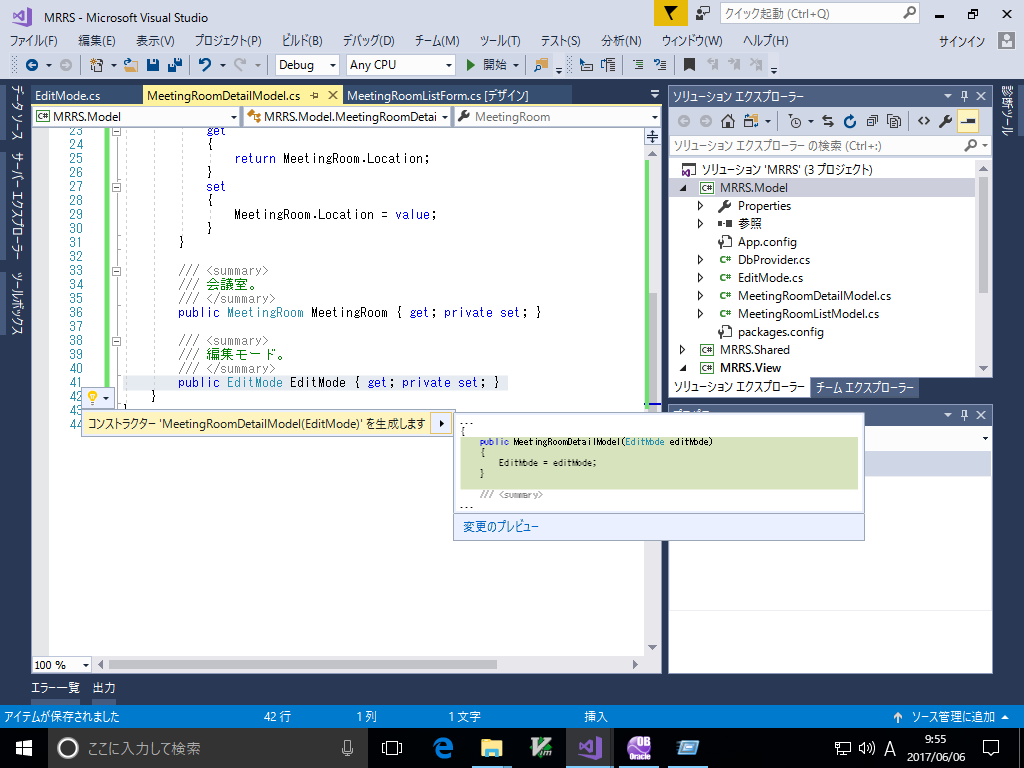 MRRS - Microsoft Visual Studio
クイック起動 (Ctrl+Q)
ファイル(F) 編集(E) 表示(V) プロジェクト(P) ビルド(B) デバッグ(D) チーム(M) ツール(T) テスト(S) 分析(N) ウィンドウ(W) ヘルプ(H) サインイン
Debug Any CPU 開始
データ ソース
サーバー エクスプローラー
ツールボックス
EditMode.cs MeetingRoomDetailModel.cs MeetingRoomListForm.cs [デザイン]
MRRS.Model MRRS.Model.MeetingRoomDetai MeetingRoom
23 get
24 {
25 return MeetingRoom.Location;
26 }
27 set
28 {
29 MeetingRoom.Location = value;
30 }
31 }
32
33 /// <summary>
34 /// 会議室。
35 /// </summary>
36 public MeetingRoom MeetingRoom { get; private set; }
37
38 /// <summary>
39 /// 編集モード。
40 /// </summary>
41 public EditMode EditMode { get; private set; }
42 }
43 }
44
コンストラクター 'MeetingRoomDetailModel(EditMode)' を生成します
...
{
public MeetingRoomDetailModel(EditMode editMode)
{
EditMode = editMode;
}
/// <summary>
...
変更のプレビュー
100 %
ソリューション エクスプローラー
ソリューション エクスプローラー の検索 (Ctrl+:)
ソリューション 'MRRS' (3 プロジェクト)
C# MRRS.Model
Properties
参照
App.config
C# DbProvider.cs
C# EditMode.cs
C# MeetingRoomDetailModel.cs
C# MeetingRoomListModel.cs
packages.config
C# MRRS.Shared
C# MRRS.View
ソリューション エクスプローラー チーム エクスプローラー
診断ツール
エラー一覧 出力
アイテムが保存されました 42 行 1 列 1 文字 挿入 ソース管理に追加
ここに入力して検索
DB
Oracle
A
9:55
2017/06/06